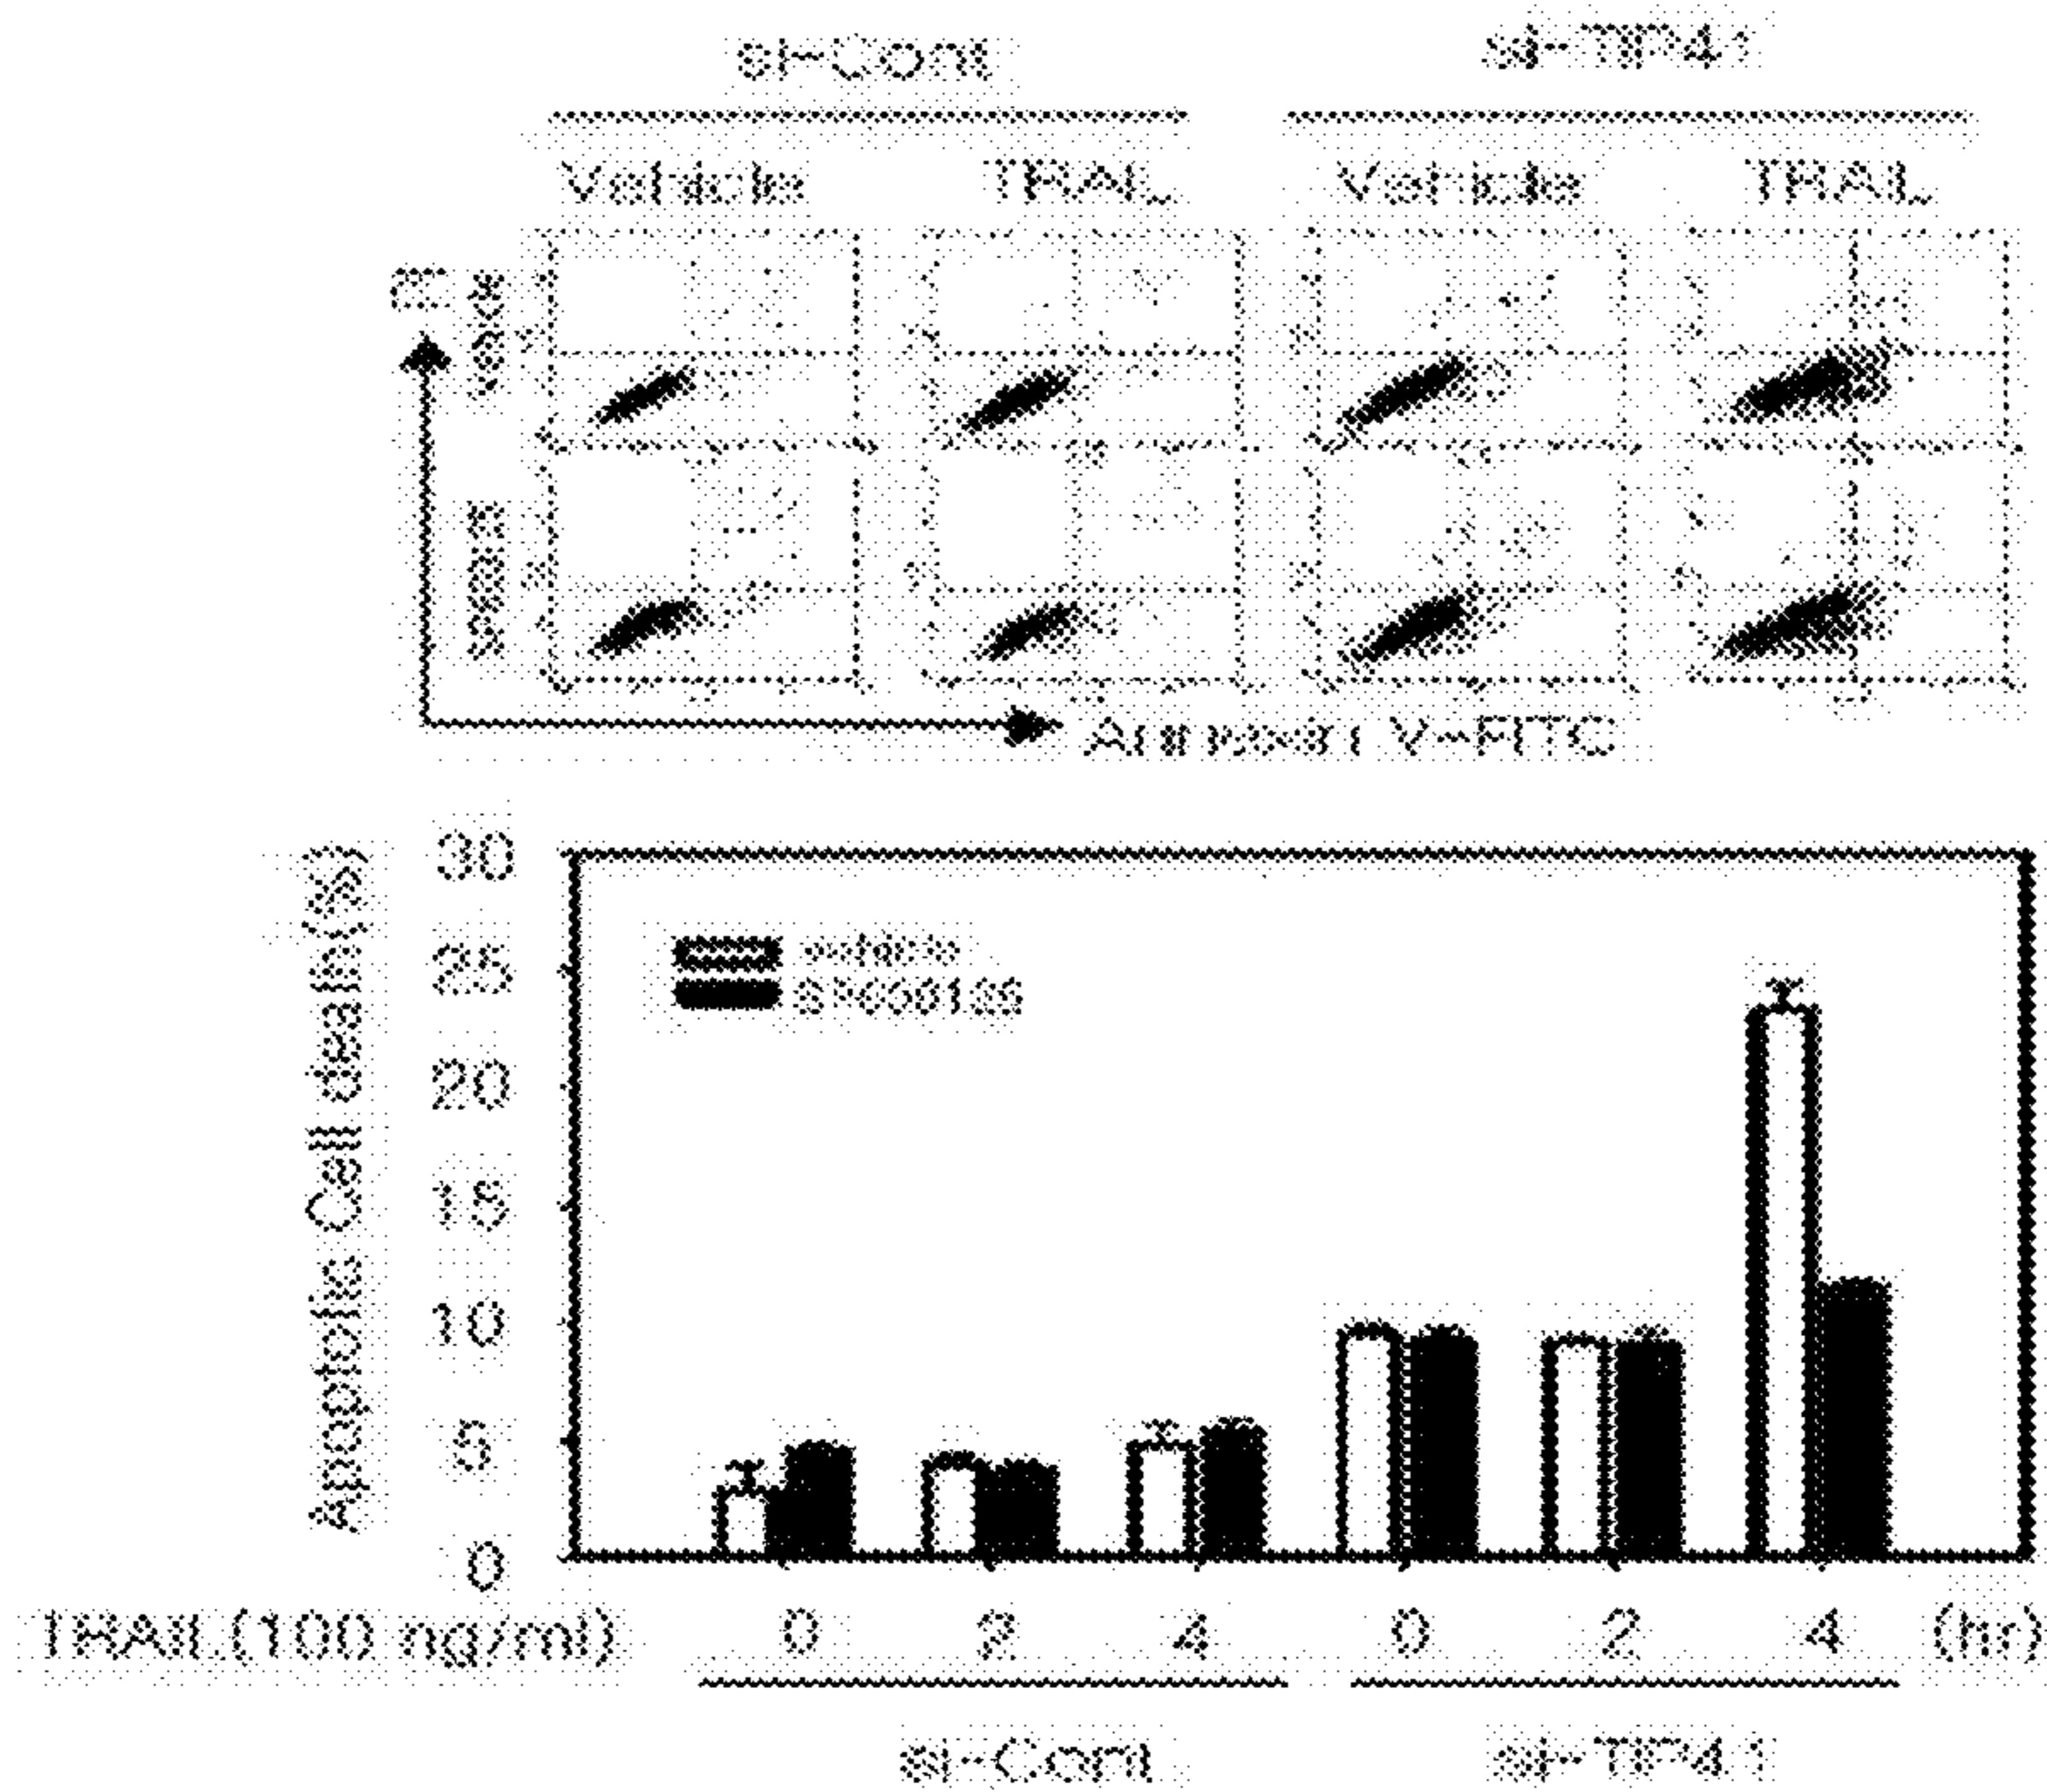 si-Cont si-TIP41
Vehicle TRAIL Vehicle TRAIL
Annexin V-FITC
Apoptotic Cell death(%)
30
25
20
15
10
5
0
vehicle
SP600125
TRAIL(100 ng/ml) 0 2 4 0 2 4 (hr)
si-Cont si-TIP41